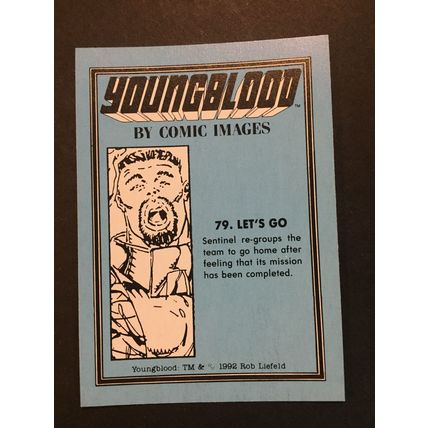 YOUNGBLOOD™
BY COMIC IMAGES
79. LET'S GO
Sentinel re-groups the
team to go home after
feeling that its mission
has been completed.
Youngblood: TM & © 1992 Rob Liefeld